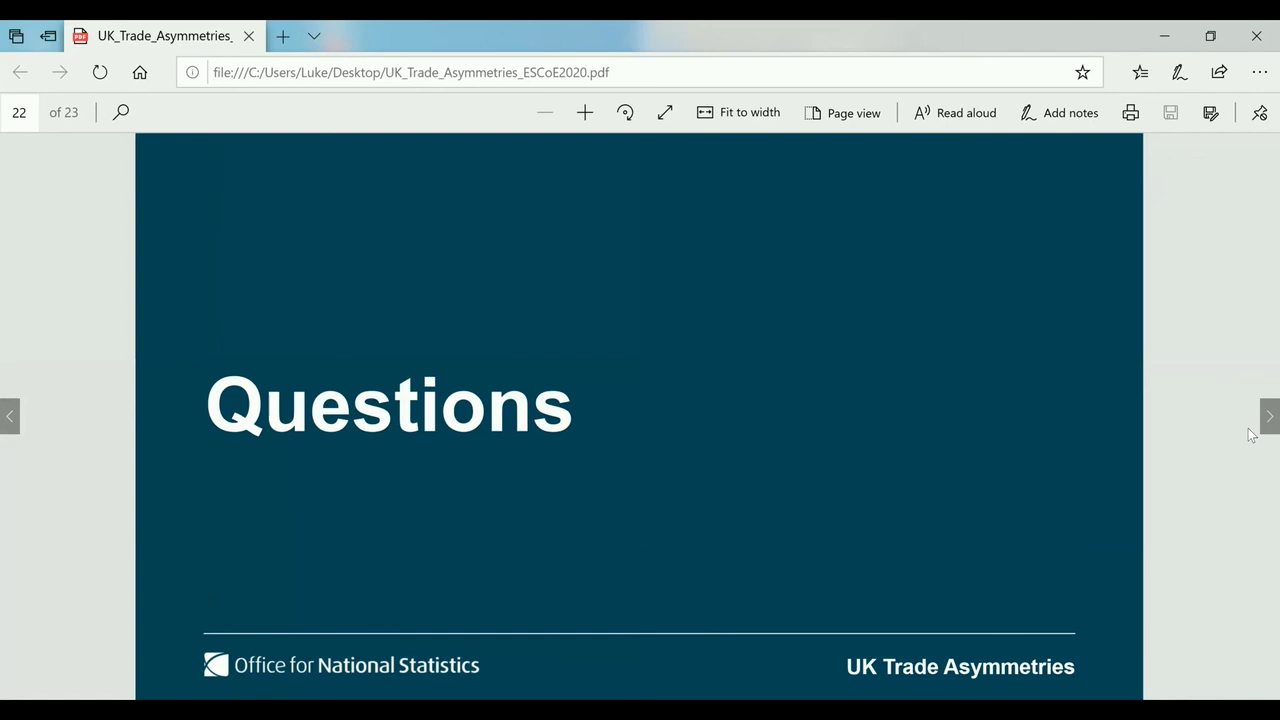 UK_Trade_Asymmetries_
file:///C:/Users/Luke/Desktop/UK_Trade_Asymmetries_ESCoE2020.pdf
22 of 23 Fit to width Page view Read aloud Add notes
Questions
Office for National Statistics UK Trade Asymmetries